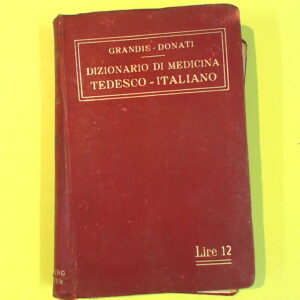 GRANDIS - DONATI
DIZIONARIO DI MEDICINA
TEDESCO - ITALIANO
Lire 12